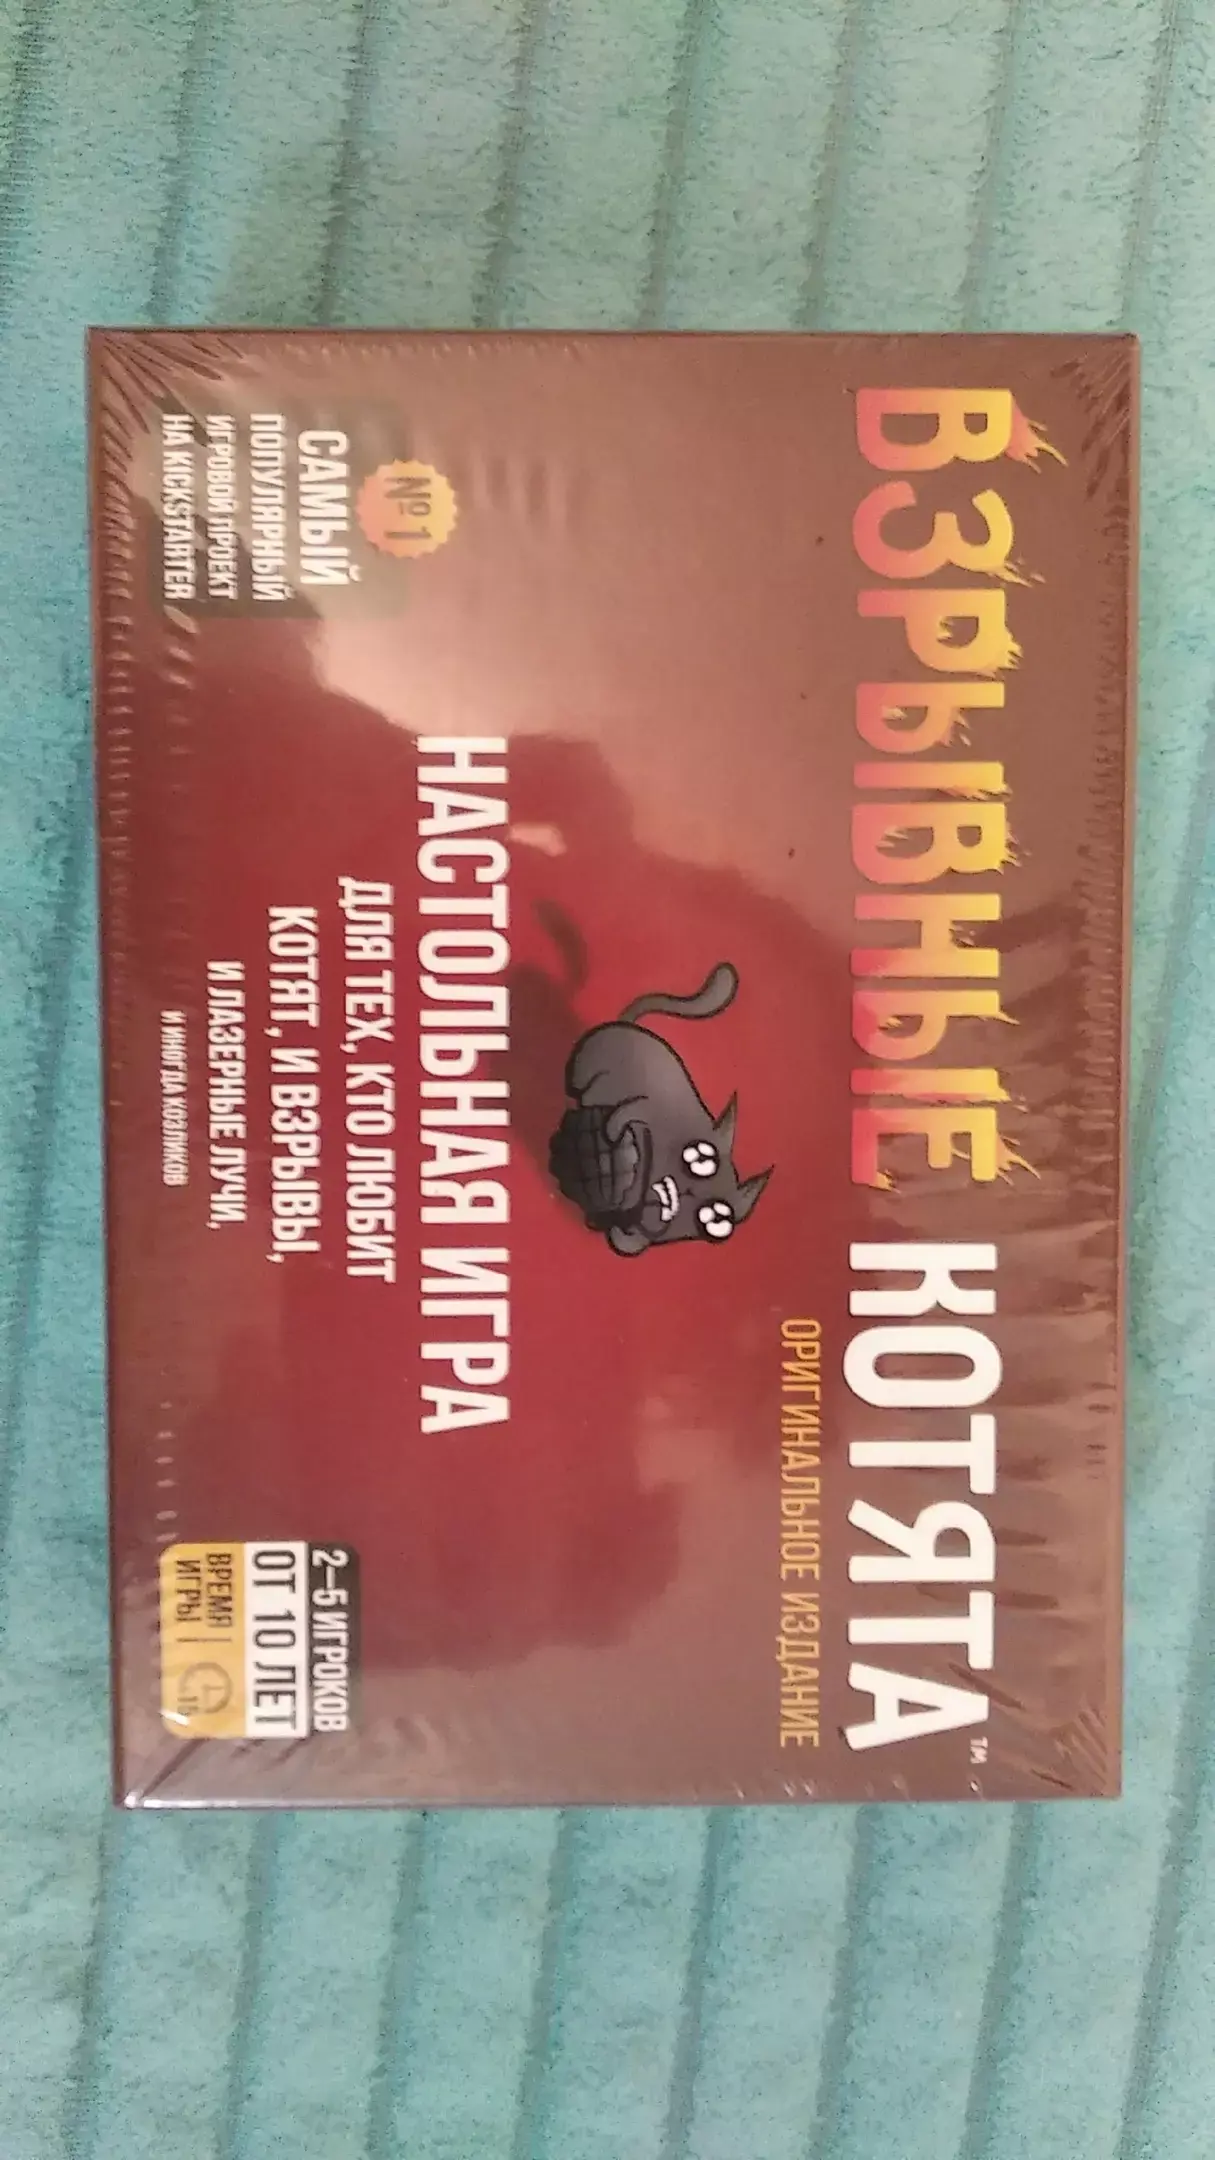 ВЗРЫВНЫЕ КОТЯТА™
ОРИГИНАЛЬНОЕ ИЗДАНИЕ
НАСТОЛЬНАЯ ИГРА
ДЛЯ ТЕХ, КТО ЛЮБИТ
КОТЯТ, И ВЗРЫВЫ,
И ЛАЗЕРНЫЕ ЛУЧИ,
И ИНОГДА КОЗЛИКОВ
№1
САМЫЙ
ПОПУЛЯРНЫЙ
ИГРОВОЙ ПРОЕКТ
НА KICKSTARTER
2–5 ИГРОКОВ
ОТ 10 ЛЕТ
ВРЕМЯ
ИГРЫ